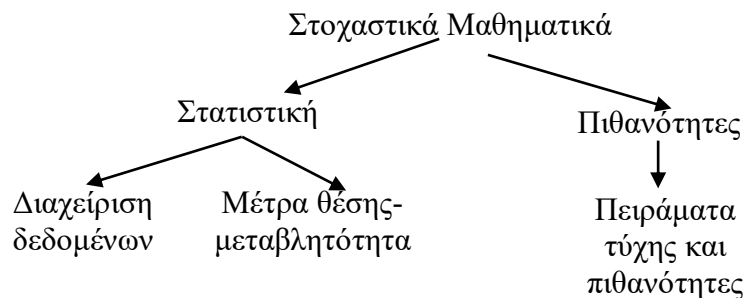 Στοχαστικά Μαθηματικά
Στατιστική
Πιθανότητες
Διαχείριση
δεδομένων
Μέτρα θέσης-
μεταβλητότητα
Πειράματα
τύχης και
πιθανότητες